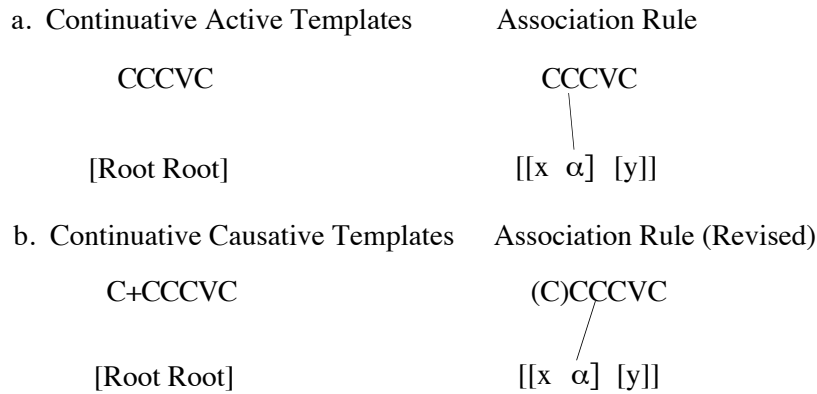 a. Continuative Active Templates Association Rule
CCCVC CCCVC
[Root Root] [[x α] [y]]
b. Continuative Causative Templates Association Rule (Revised)
C+CCCVC (C)CCCVC
[Root Root] [[x α] [y]]